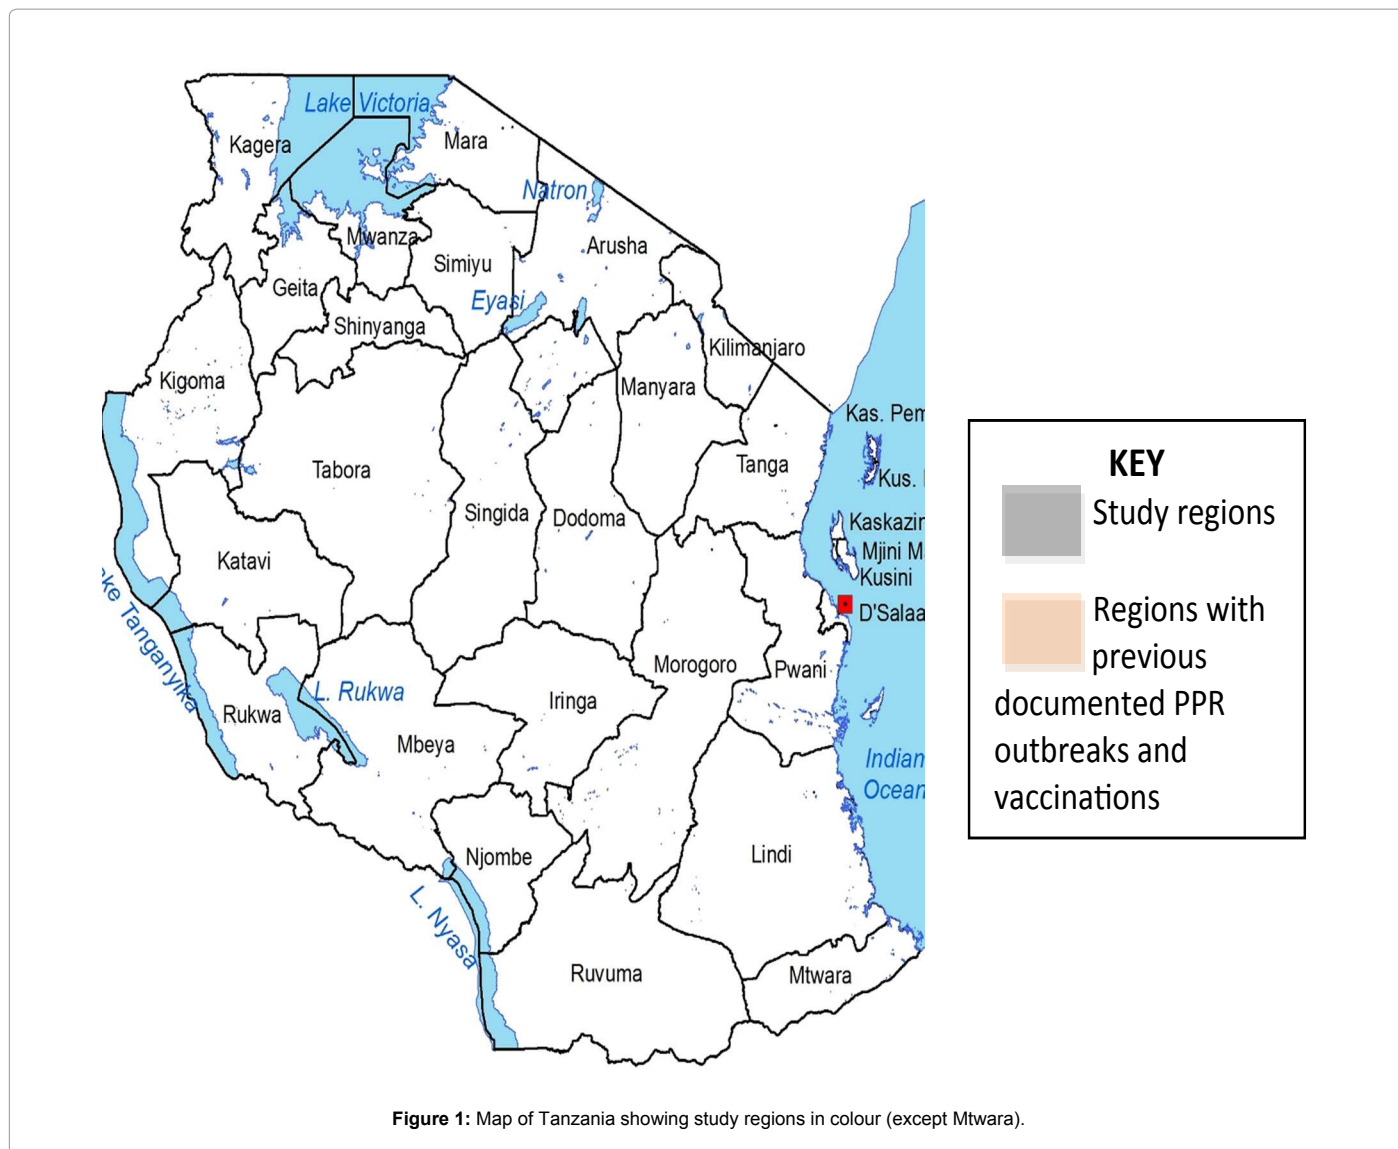 Lake Victoria
Kagera
Mara
Natron
Mwanza
Arusha
Simiyu
Geita
Eyasi
Shinyanga
Kilimanjaro
Kigoma
Manyara
Kas. Pem
Tabora
Tanga
Kus.
Singida
Dodoma
Kaskazin
Mjini M
Katavi
Kusini
D'Salaa
ke Tanganyika
Morogoro
Pwani
L. Rukwa
Iringa
Rukwa
Mbeya
Indian
Ocean
Njombe
Lindi
L. Nyasa
Ruvuma
Mtwara
KEY
Study regions
Regions with
previous
documented PPR
outbreaks and
vaccinations
Figure 1: Map of Tanzania showing study regions in colour (except Mtwara).